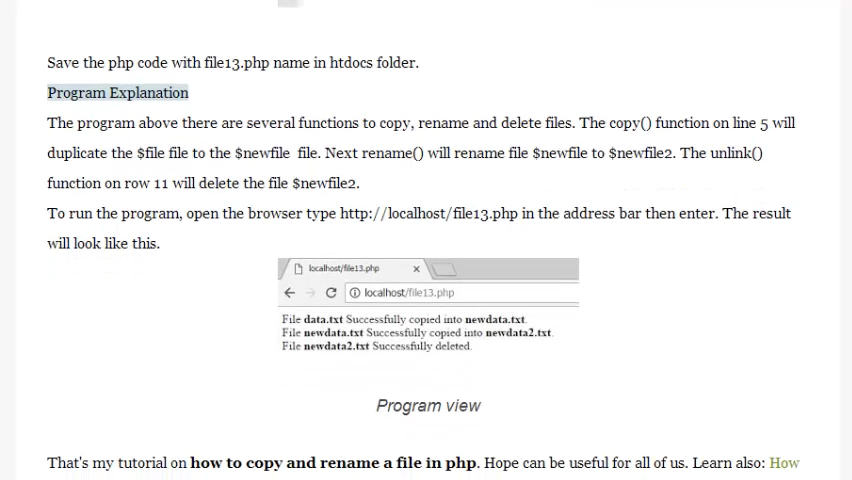 Save the php code with file13.php name in htdocs folder.
Program Explanation
The program above there are several functions to copy, rename and delete files. The copy() function on line 5 will
duplicate the $file file to the $newfile  file. Next rename() will rename file $newfile to $newfile2. The unlink()
function on row 11 will delete the file $newfile2.
To run the program, open the browser type http://localhost/file13.php in the address bar then enter. The result
will look like this.
localhost/file13.php
localhost/file13.php
File data.txt Successfully copied into newdata.txt.
File newdata.txt Successfully copied into newdata2.txt.
File newdata2.txt Successfully deleted.
Program view
That's my tutorial on how to copy and rename a file in php. Hope can be useful for all of us. Learn also: How